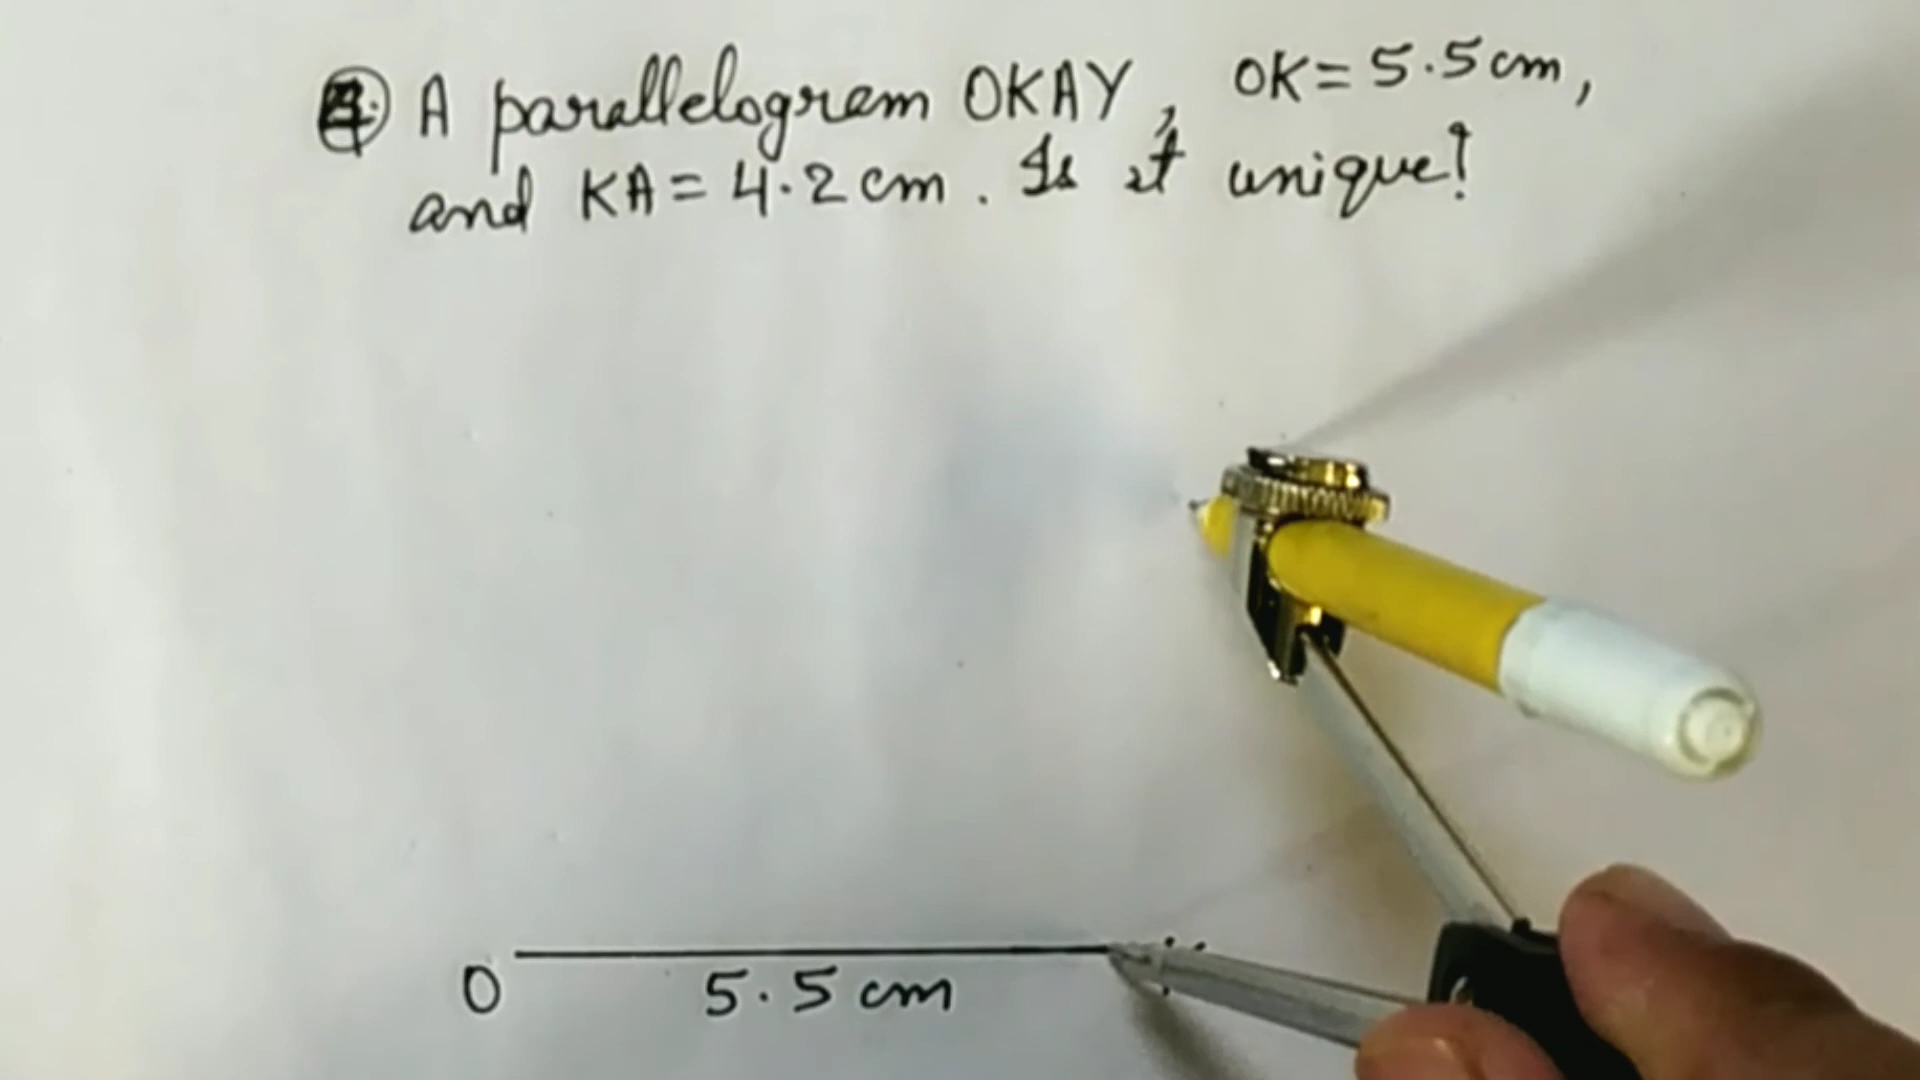 4. A parallelogram OKAY, OK = 5.5 cm,
and KA = 4.2 cm. Is it unique?
O
5.5 cm